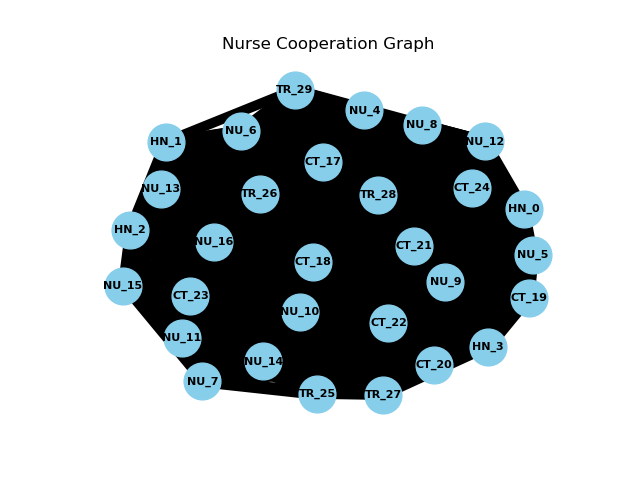 Nurse Cooperation Graph
TR_29
NU_4
NU_8
NU_6
HN_1
NU_12
CT_17
NU_13
CT_24
TR_26
TR_28
HN_0
HN_2
NU_16
CT_21
NU_5
CT_18
NU_9
NU_15
CT_23
CT_19
NU_10
CT_22
NU_11
HN_3
NU_14
CT_20
NU_7
TR_25
TR_27